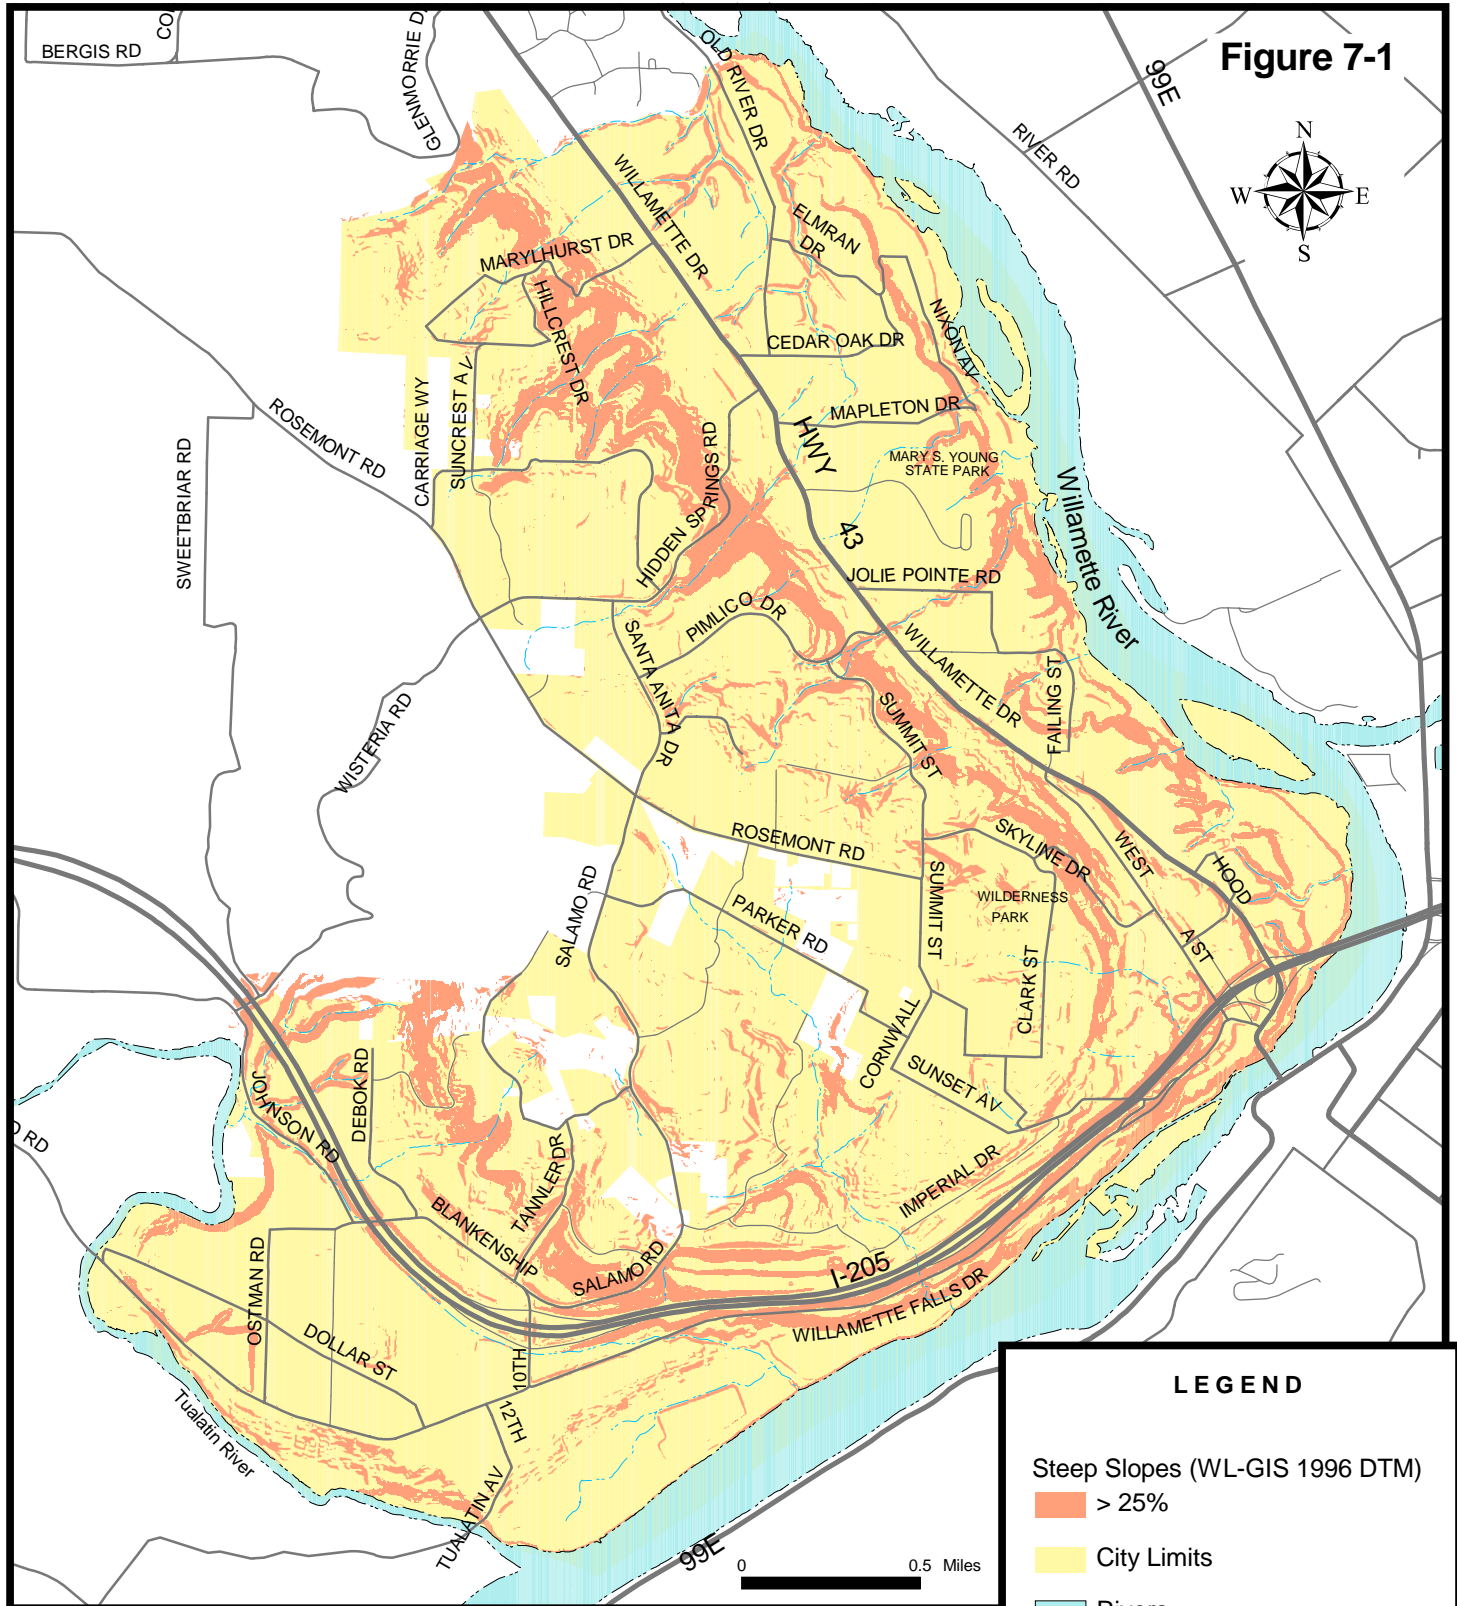 Figure 7-1
BERGIS RD
GLENMORRIE
OLD RIVER DR
99E
RIVER RD
N
W E
S
WILLAMETTE DR
ELMRAN
DR
MARYLHURST DR
HILLCREST DR
NIXON AV
CEDAR OAK DR
CARRIAGE WY
SUNCREST AV
MAPLETON DR
ROSEMONT RD
SWEETBRIAR RD
HWY
43
MARY S. YOUNG
STATE PARK
HIDDEN SPRINGS RD
Willamette River
JOLIE POINTE RD
PIMLICO DR
SANTA ANITA DR
WILLAMETTE DR
FAILING ST
SUMMIT ST
WISTERIA RD
ROSEMONT RD
SKYLINE DR
WEST
A ST
HOOD
SALAMO RD
PARKER RD
SUMMIT ST
WILDERNESS
PARK
CLARK ST
CORNWALL
SUNSET AV
DEBOK RD
JOHNSON RD
RD
TANNLER DR
BLANKENSHIP
IMPERIAL DR
SALAMO RD
I-205
WILLAMETTE FALLS DR
OSTMAN RD
DOLLAR ST
10TH
12TH
Tualatin River
TUALATIN AV
99E
0 0.5 Miles
LEGEND
Steep Slopes (WL-GIS 1996 DTM)
> 25%
City Limits
Rivers